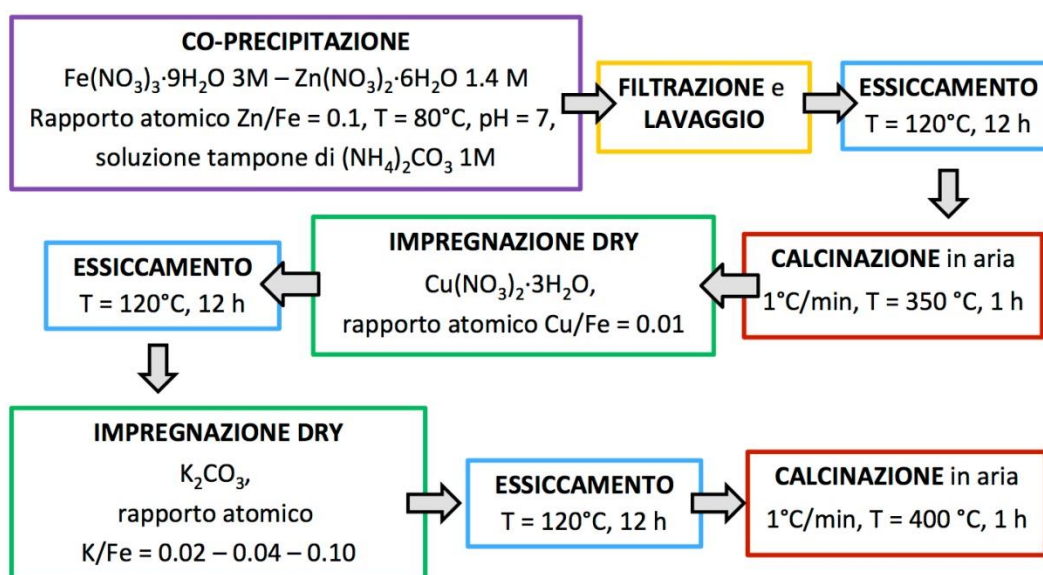 CO-PRECIPITAZIONE
Fe(NO₃)₃·9H₂O 3M – Zn(NO₃)₂·6H₂O 1.4 M
Rapporto atomico Zn/Fe = 0.1, T = 80°C, pH = 7,
soluzione tampone di (NH₄)₂CO₃ 1M
FILTRAZIONE e
LAVAGGIO
ESSICCAMENTO
T = 120°C, 12 h
CALCINAZIONE in aria
1°C/min, T = 350 °C, 1 h
IMPREGNAZIONE DRY
Cu(NO₃)₂·3H₂O,
rapporto atomico Cu/Fe = 0.01
ESSICCAMENTO
T = 120°C, 12 h
IMPREGNAZIONE DRY
K₂CO₃,
rapporto atomico
K/Fe = 0.02 – 0.04 – 0.10
ESSICCAMENTO
T = 120°C, 12 h
CALCINAZIONE in aria
1°C/min, T = 400 °C, 1 h